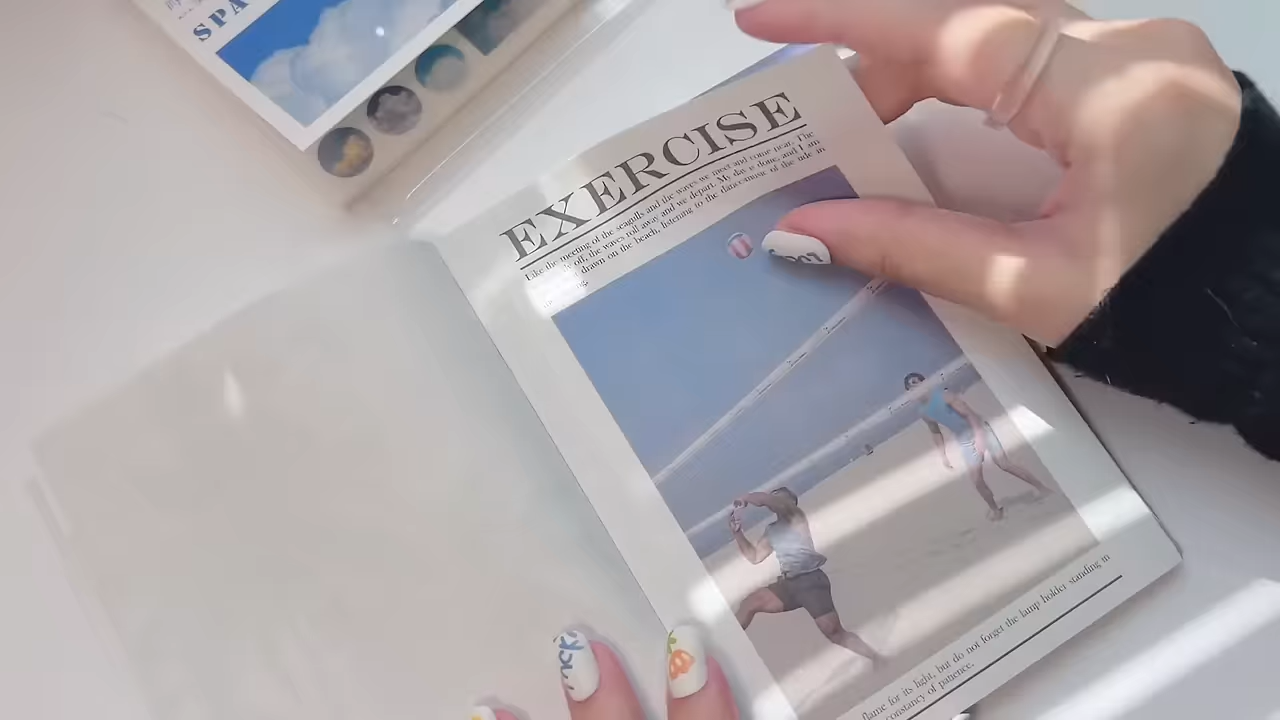 SPA
EXERCISE
Like the meeting of the seagulls and the waves we meet and come near. The
off, the waves roll away and we depart. My day is done, and I am
drawn on the beach, listening to the dance-music of the tide in
flame for its light, but do not forget the lamp holder standing in
constancy of patience.